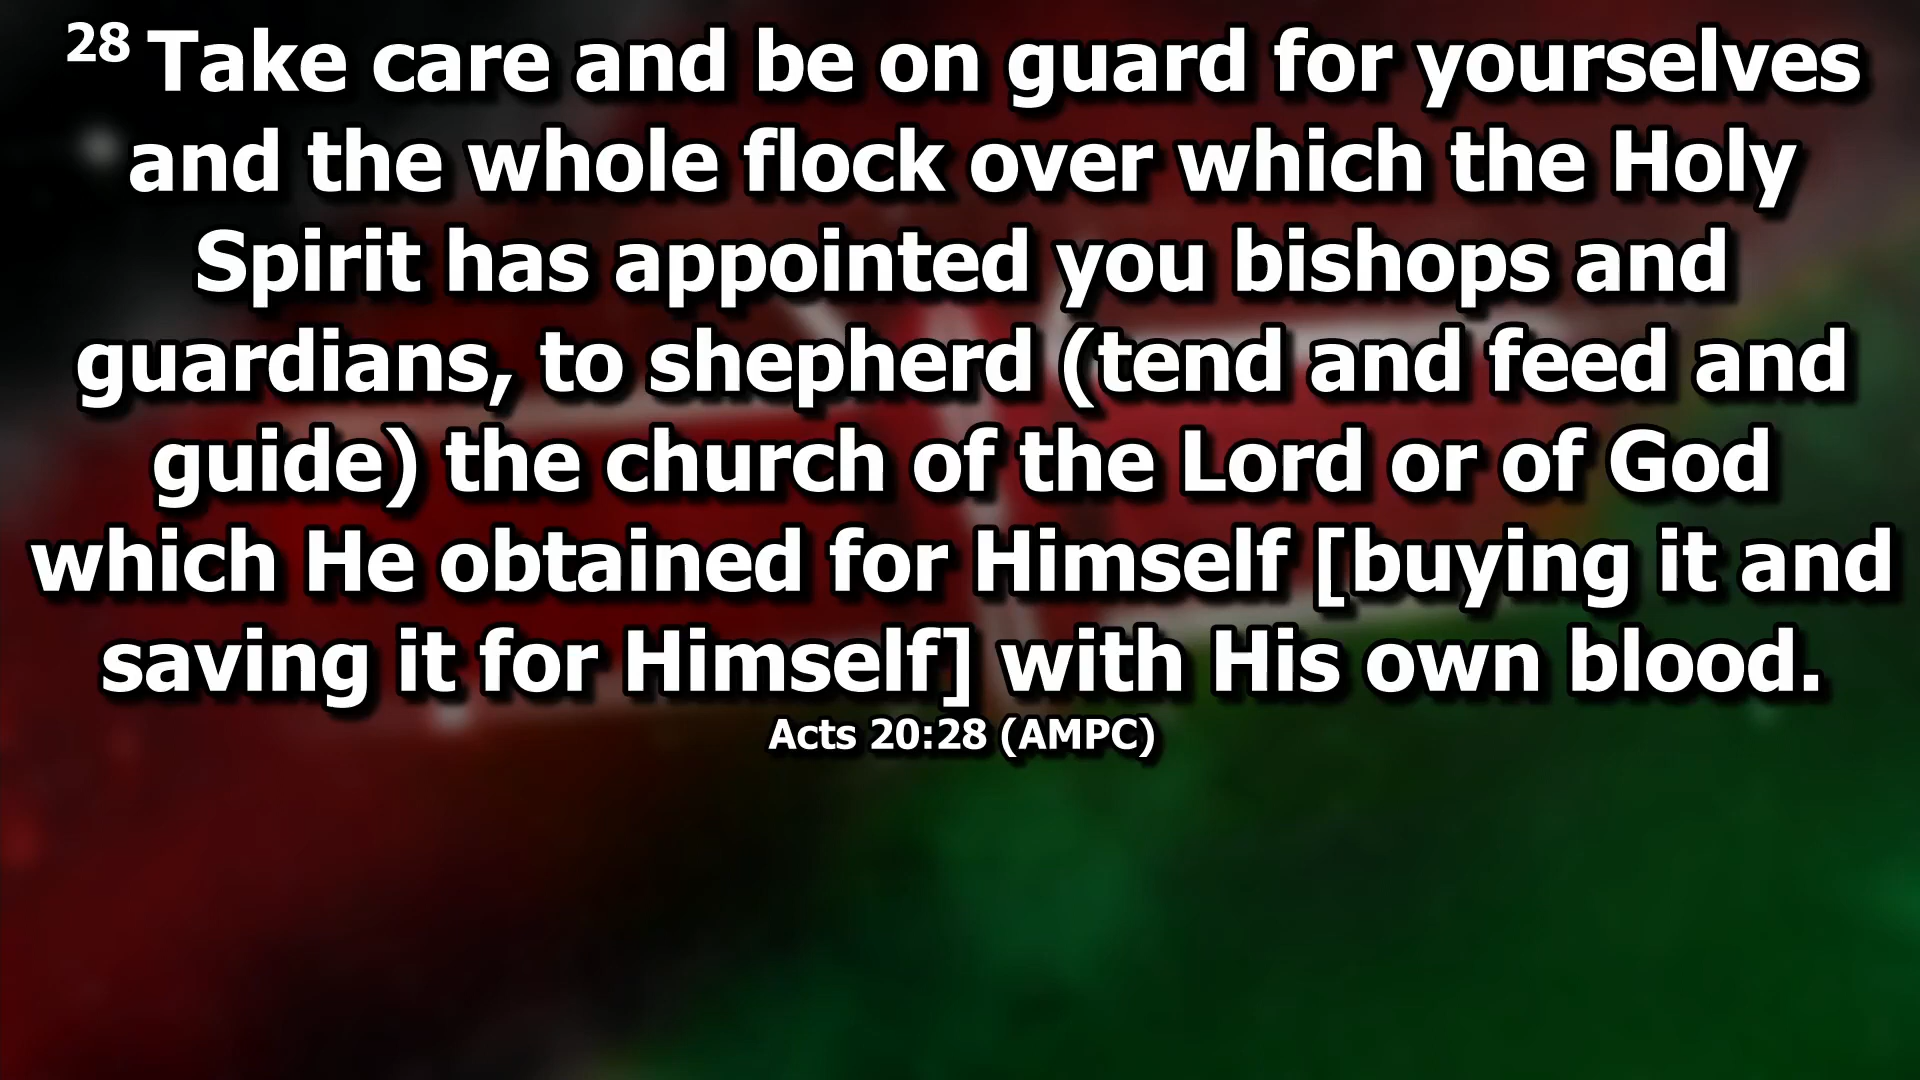 28 Take care and be on guard for yourselves
and the whole flock over which the Holy
Spirit has appointed you bishops and
guardians, to shepherd (tend and feed and
guide) the church of the Lord or of God
which He obtained for Himself [buying it and
saving it for Himself] with His own blood.
Acts 20:28 (AMPC)